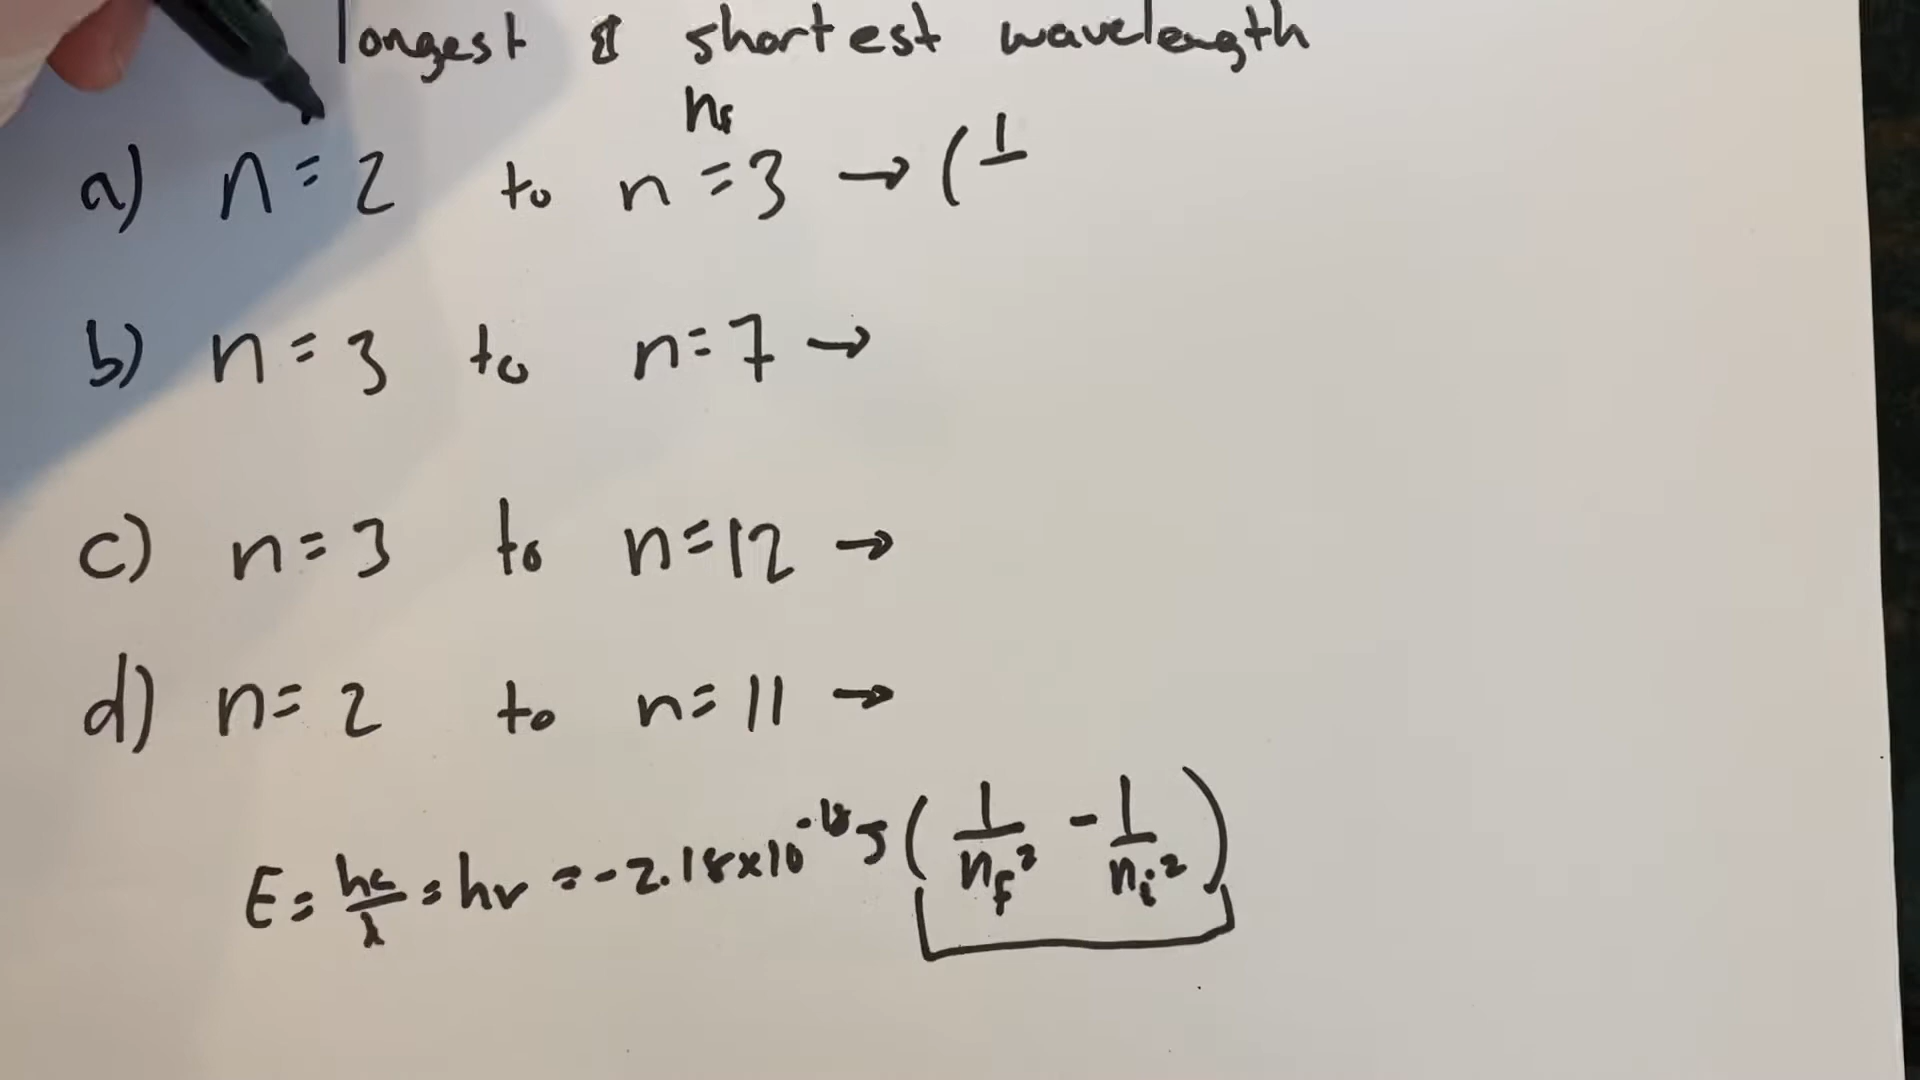 longest & shortest wavelength
nf
a) n = 2 to n = 3 → ( 1
b) n = 3 to n = 7 →
c) n = 3 to n = 12 →
d) n = 2 to n = 11 →
E = hc/λ = hν = -2.18x10⁻¹⁸J ( 1/nf² - 1/ni² )